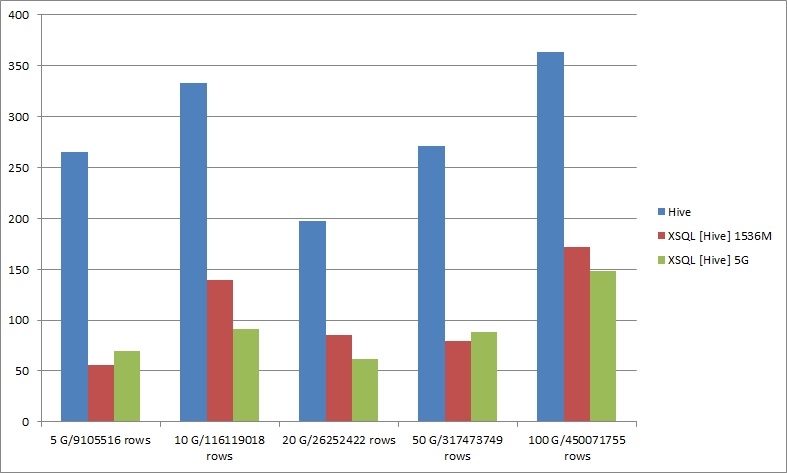 400
350
300
250
200
150
100
50
0
5 G/9105516 rows
10 G/116119018
rows
20 G/26252422 rows
50 G/317473749
rows
100 G/450071755
rows
Hive
XSQL [Hive] 1536M
XSQL [Hive] 5G